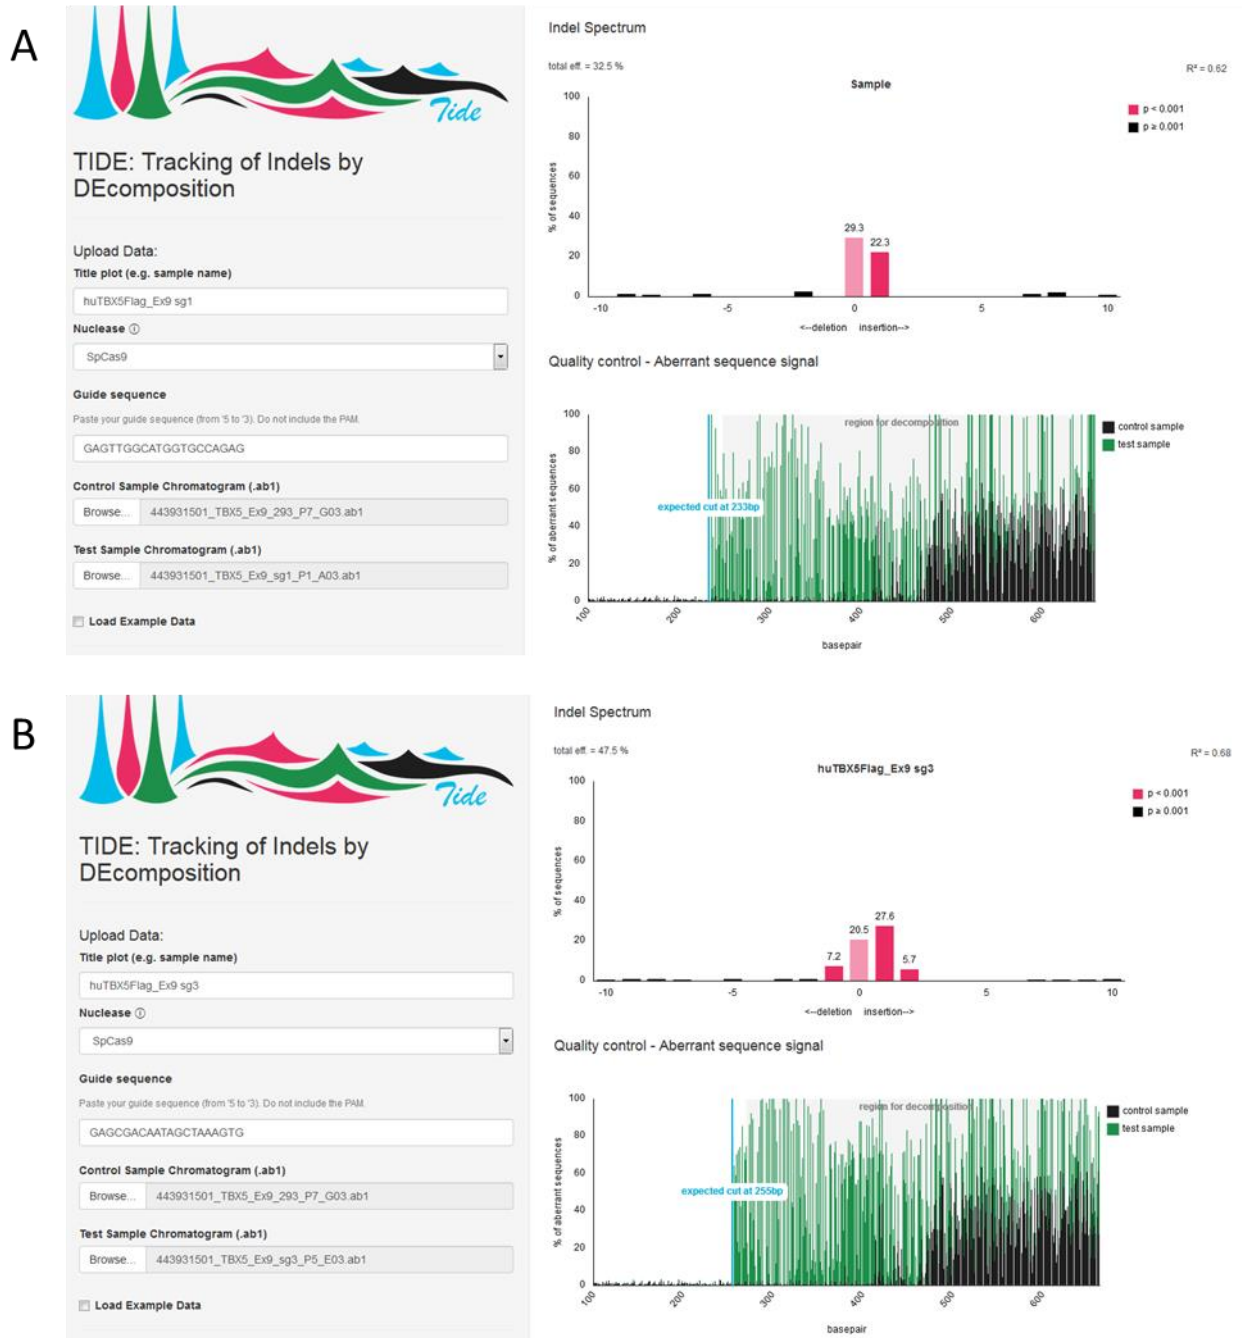 A
Tide
TIDE: Tracking of Indels by
DEcomposition
Upload Data:
Title plot (e.g. sample name)
huTBX5Flag_Ex9 sg1
Nuclease ⓘ
SpCas9
Guide sequence
Paste your guide sequence (from '5 to '3). Do not include the PAM.
GAGTTGGCATGGTGCCAGAG
Control Sample Chromatogram (.ab1)
Browse... 443931501_TBX5_Ex9_293_P7_G03.ab1
Test Sample Chromatogram (.ab1)
Browse... 443931501_TBX5_Ex9_sg1_P1_A03.ab1
Load Example Data
Indel Spectrum
total eff. = 32.5 %
R² = 0.62
Sample
p < 0.001
p ≥ 0.001
% of sequences
100
80
60
40
20
0
29.3
22.3
-10 -5 0 5 10
<--deletion insertion-->
Quality control - Aberrant sequence signal
region for decomposition
control sample
test sample
expected cut at 233bp
% of aberrant sequences
100
80
60
40
20
0
100 200 300 400 500 600
basepair
B
Tide
TIDE: Tracking of Indels by
DEcomposition
Upload Data:
Title plot (e.g. sample name)
huTBX5Flag_Ex9 sg3
Nuclease ⓘ
SpCas9
Guide sequence
Paste your guide sequence (from '5 to '3). Do not include the PAM.
GAGCGACAATAGCTAAAGTG
Control Sample Chromatogram (.ab1)
Browse... 443931501_TBX5_Ex9_293_P7_G03.ab1
Test Sample Chromatogram (.ab1)
Browse... 443931501_TBX5_Ex9_sg3_P5_E03.ab1
Load Example Data
Indel Spectrum
total eff. = 47.5 %
R² = 0.68
huTBX5Flag_Ex9 sg3
p < 0.001
p ≥ 0.001
% of sequences
100
80
60
40
20
0
7.2
20.5
27.6
5.7
-10 -5 0 5 10
<--deletion insertion-->
Quality control - Aberrant sequence signal
region for decomposition
control sample
test sample
expected cut at 255bp
% of aberrant sequences
100
80
60
40
20
0
100 200 300 400 500 600
basepair